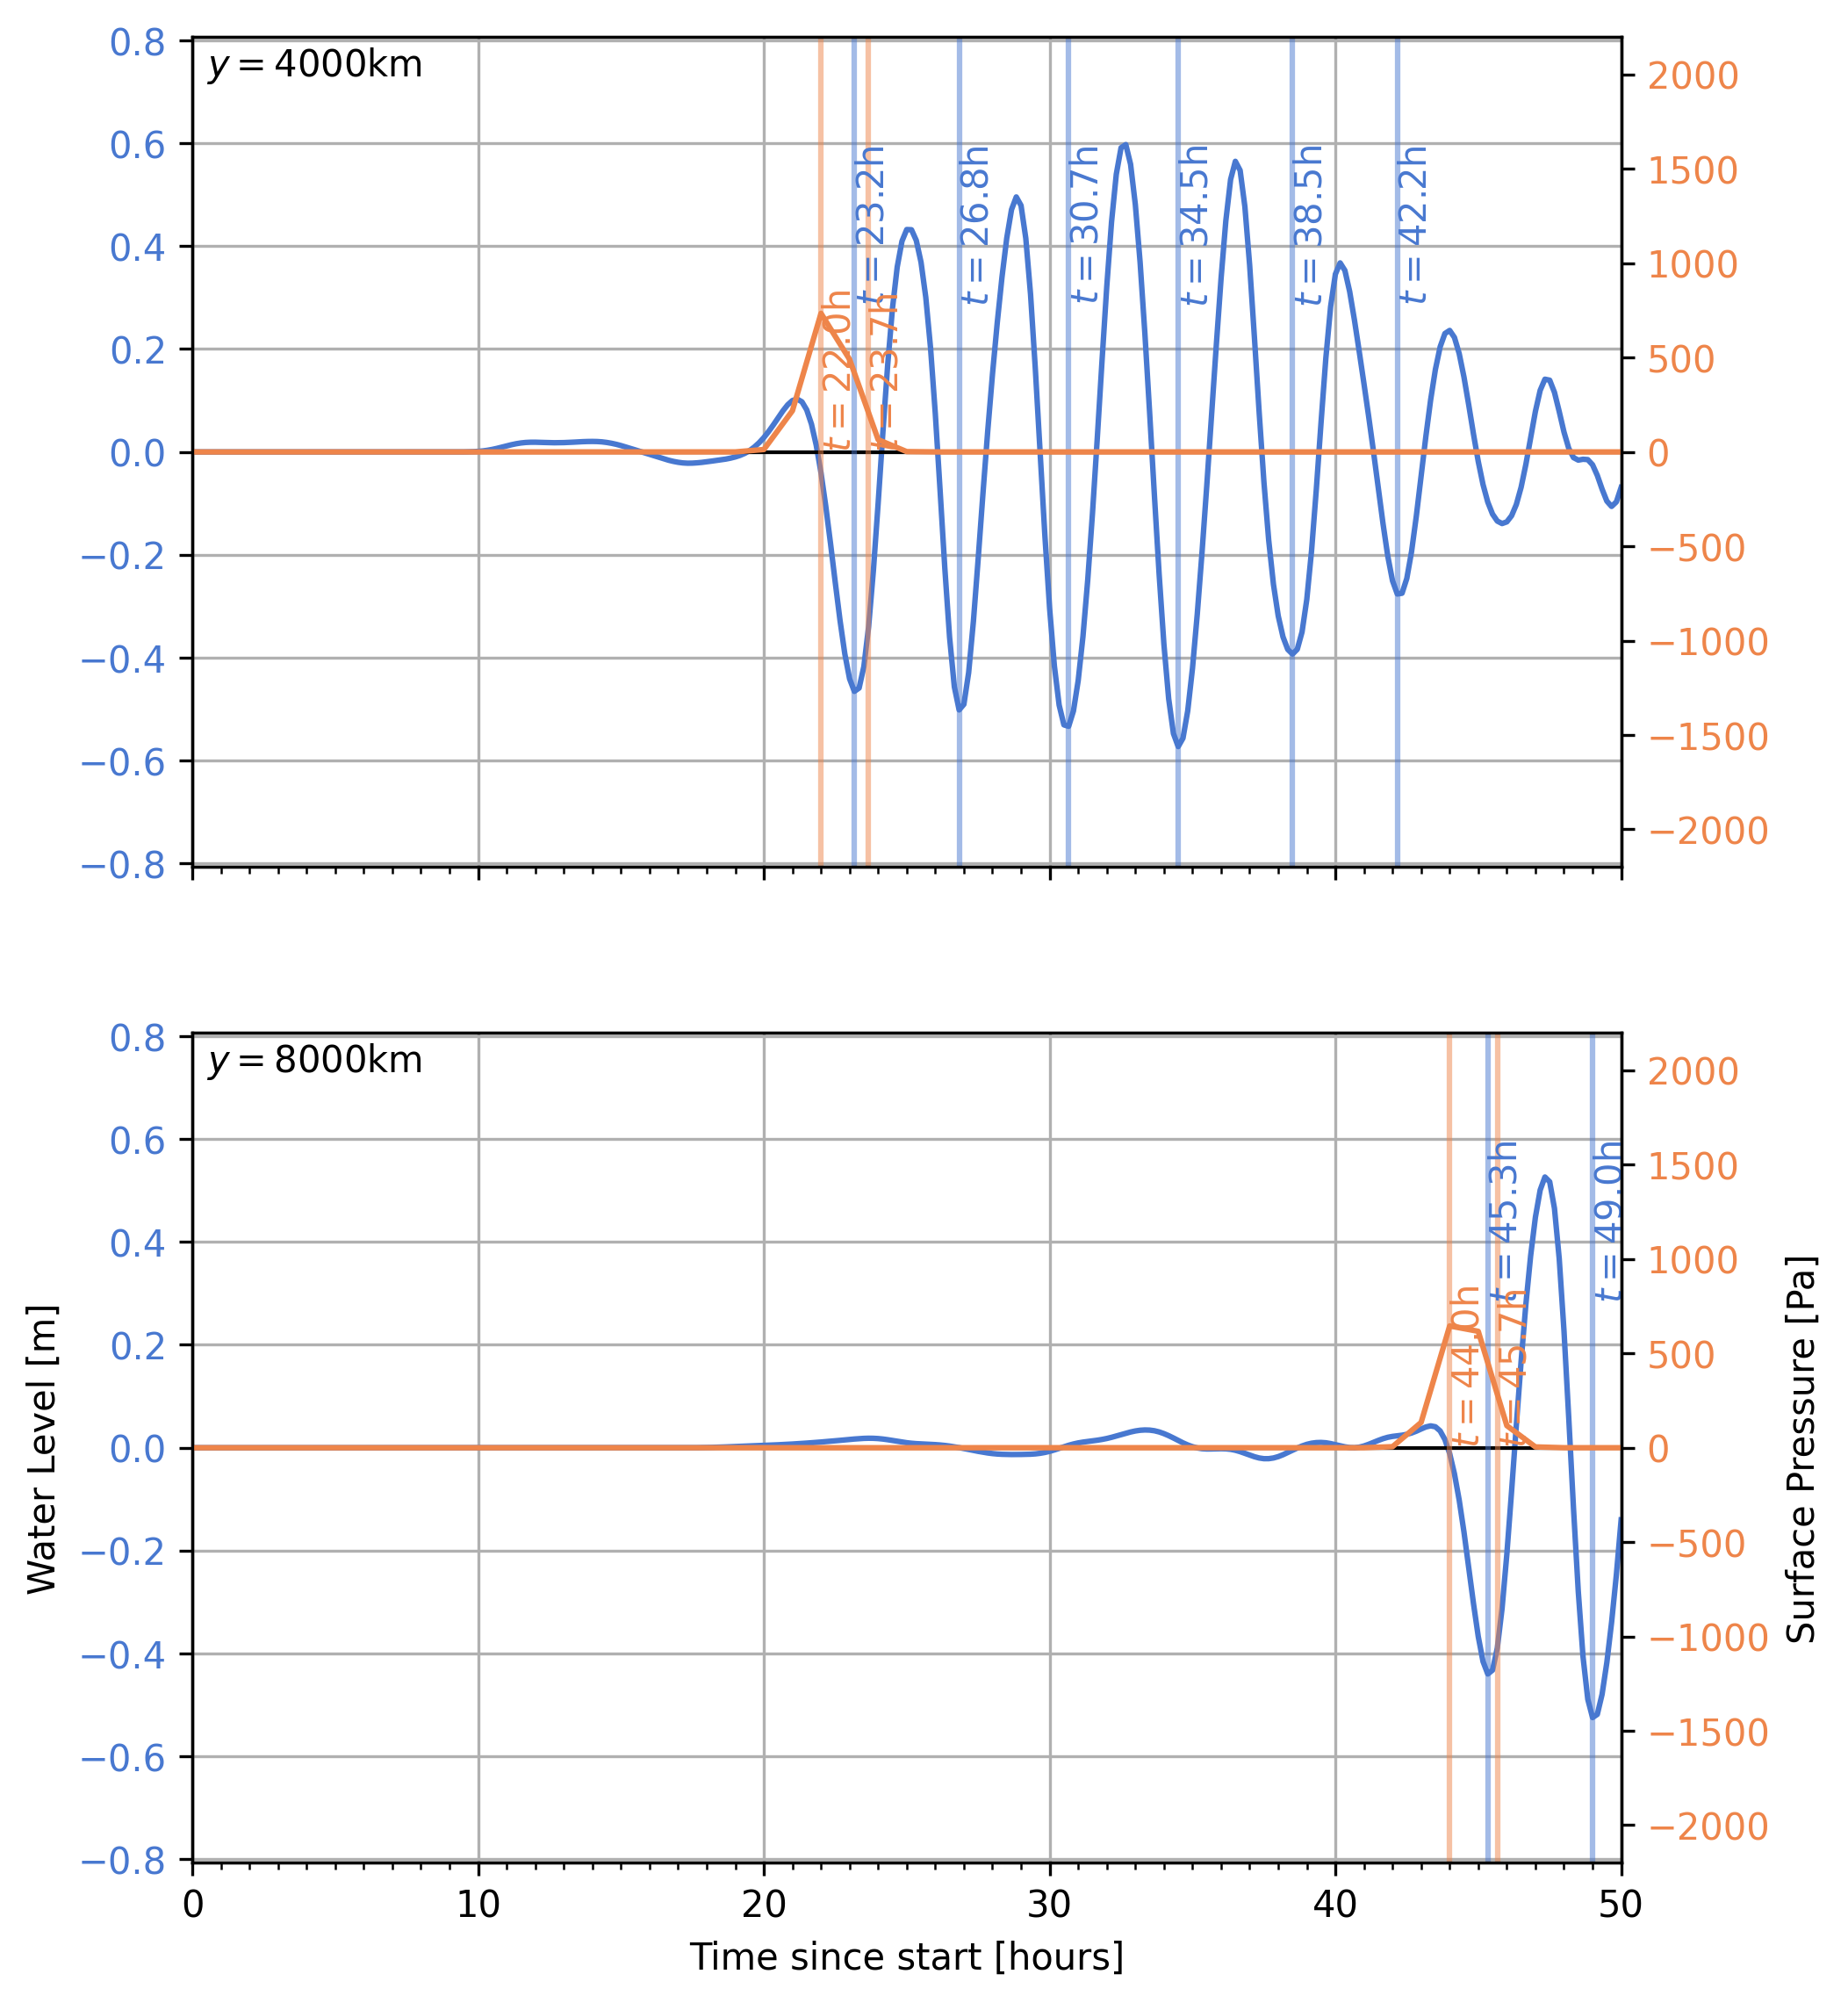 y = 4000km
0.8
0.6
0.4
0.2
0.0
−0.2
−0.4
−0.6
−0.8
2000
1500
1000
500
0
−500
−1000
−1500
−2000
t = 22.0h
t = 23.2h
t = 23.7h
t = 26.8h
t = 30.7h
t = 34.5h
t = 38.5h
t = 42.2h
y = 8000km
0.8
0.6
0.4
0.2
0.0
−0.2
−0.4
−0.6
−0.8
2000
1500
1000
500
0
−500
−1000
−1500
−2000
t = 44.0h
t = 45.3h
t = 45.7h
t = 49.0h
0 10 20 30 40 50
Time since start [hours]
Water Level [m]
Surface Pressure [Pa]